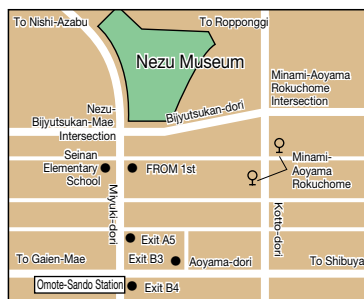 To Nishi-Azabu
To Ropponggi
Nezu Museum
Minami-Aoyama
Rokuchome
Intersection
Nezu-
Bijyutsukan-Mae
Intersection
Bijyutsukan-dori
Seinan
Elementary
School
FROM 1st
Minami-
Aoyama
Rokuchome
Miyuki-dori
Kotto-dori
Exit A5
To Gaien-Mae
Exit B3
Aoyama-dori
To Shibuya
Omote-Sando Station
Exit B4